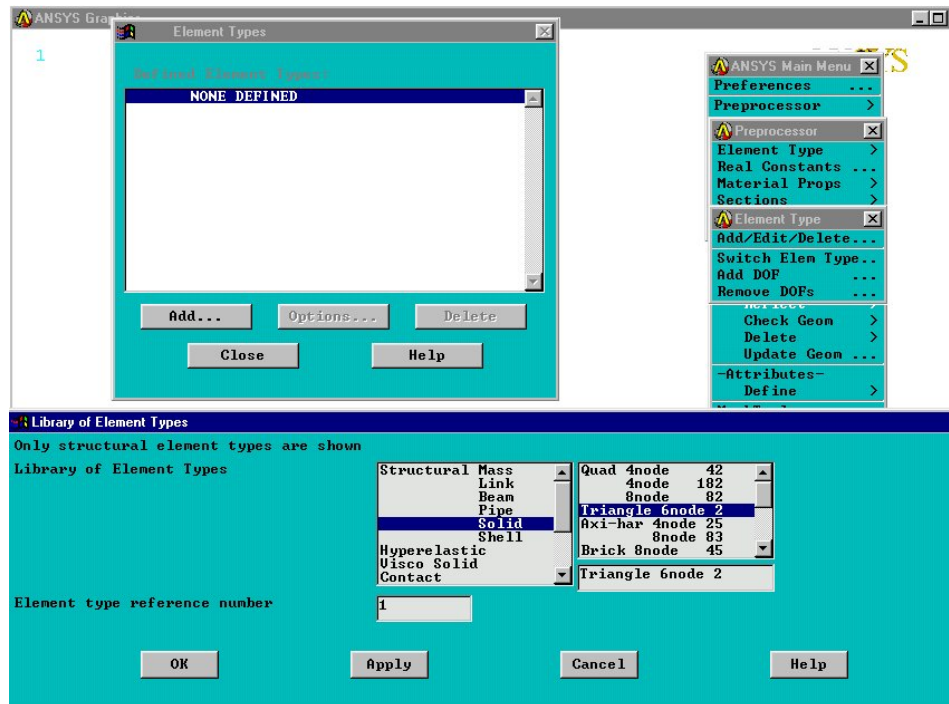 ANSYS Gra
Element Types
1
Defined Element Types:
NONE DEFINED
Add...
Options...
Delete
Close
Help
YS
ANSYS Main Menu
Preferences ...
Preprocessor >
Preprocessor
Element Type >
Real Constants ...
Material Props >
Sections >
Element Type
Add/Edit/Delete...
Switch Elem Type..
Add DOF ...
Remove DOFs ...
Check Geom >
Delete >
Update Geom ...
-Attributes-
Define >
Library of Element Types
Only structural element types are shown
Library of Element Types
Structural Mass
Link
Beam
Pipe
Solid
Shell
Hyperelastic
Visco Solid
Contact
Quad 4node 42
4node 182
8node 82
Triangle 6node 2
Axi-har 4node 25
8node 83
Brick 8node 45
Triangle 6node 2
Element type reference number
1
OK
Apply
Cancel
Help